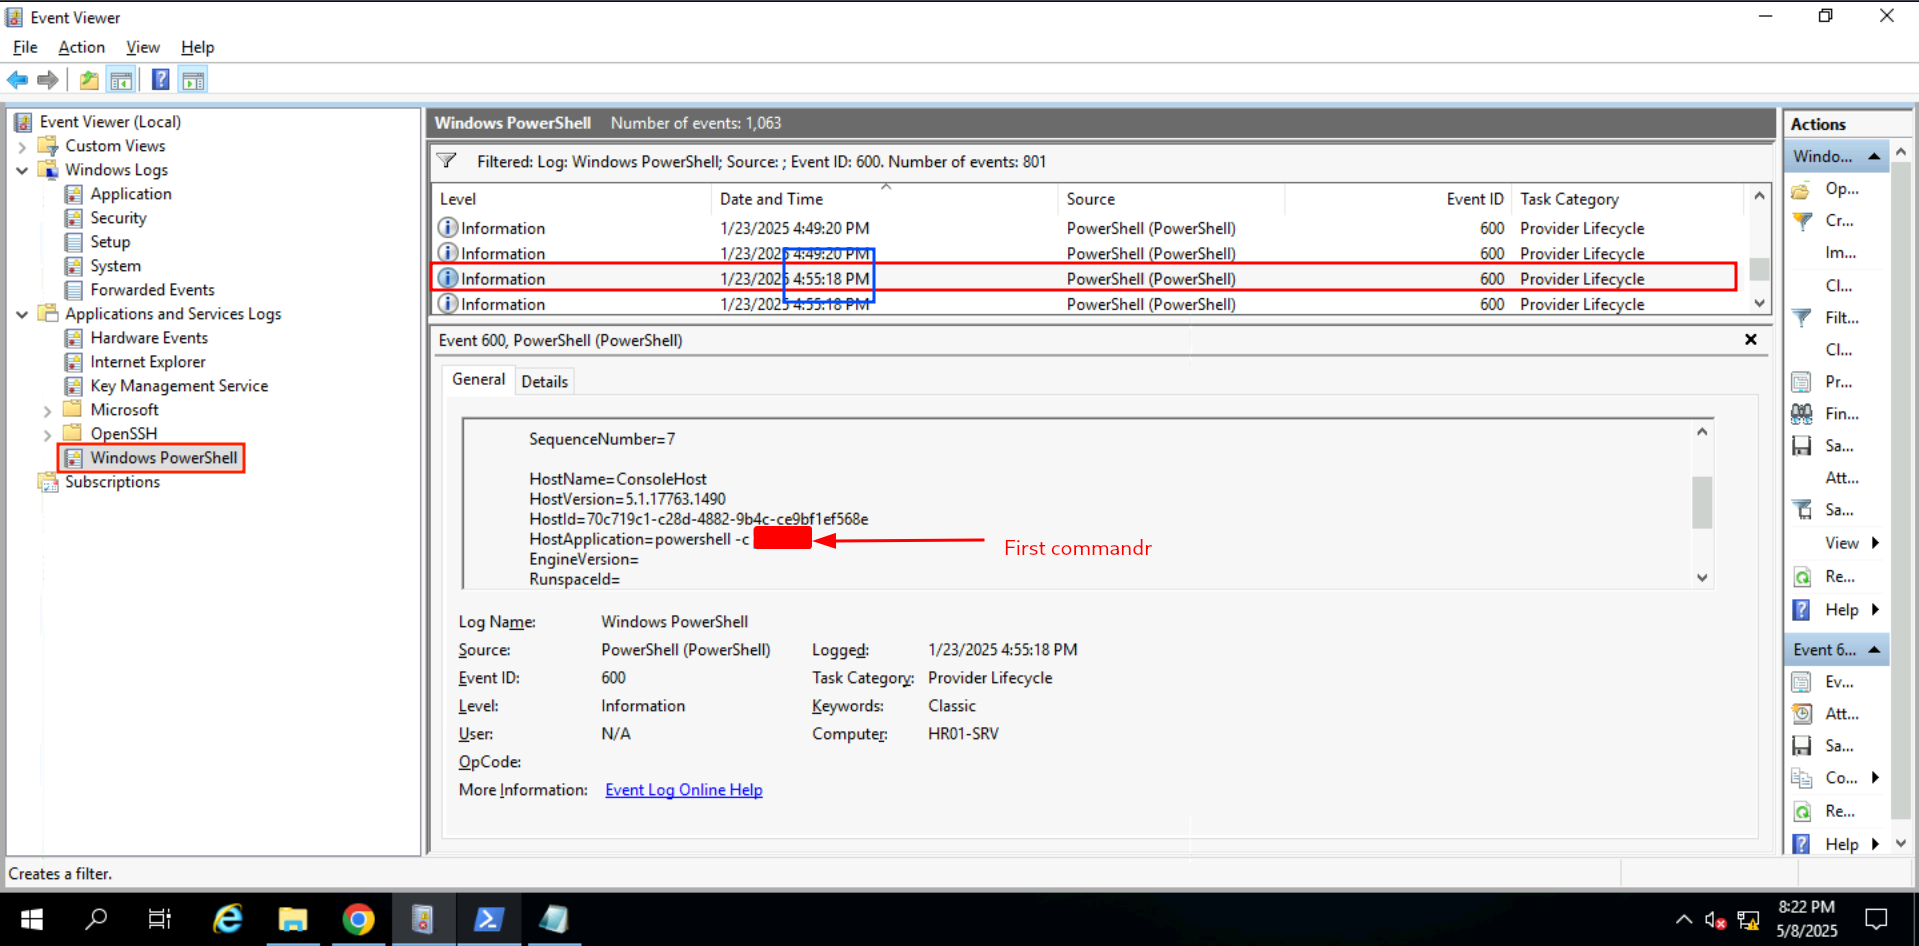 Event Viewer
File Action View Help
Event Viewer (Local)
Custom Views
Windows Logs
Application
Security
Setup
System
Forwarded Events
Applications and Services Logs
Hardware Events
Internet Explorer
Key Management Service
Microsoft
OpenSSH
Windows PowerShell
Subscriptions
Windows PowerShell Number of events: 1,063
Filtered: Log: Windows PowerShell; Source: ; Event ID: 600. Number of events: 801
Level Date and Time Source Event ID Task Category
Information 1/23/2025 4:49:20 PM PowerShell (PowerShell) 600 Provider Lifecycle
Information 1/23/2025 4:49:20 PM PowerShell (PowerShell) 600 Provider Lifecycle
Information 1/23/2025 4:55:18 PM PowerShell (PowerShell) 600 Provider Lifecycle
Information 1/23/2025 4:55:18 PM PowerShell (PowerShell) 600 Provider Lifecycle
Event 600, PowerShell (PowerShell)
General Details
SequenceNumber=7
HostName=ConsoleHost
HostVersion=5.1.17763.1490
HostId=70c719c1-c28d-4882-9b4c-ce9bf1ef568e
HostApplication=powershell -c
First commandr
EngineVersion=
RunspaceId=
Log Name: Windows PowerShell
Source: PowerShell (PowerShell) Logged: 1/23/2025 4:55:18 PM
Event ID: 600 Task Category: Provider Lifecycle
Level: Information Keywords: Classic
User: N/A Computer: HR01-SRV
OpCode:
More Information: Event Log Online Help
Actions
Windo...
Op...
Cr...
Im...
Cl...
Filt...
Cl...
Pr...
Fin...
Sa...
Att...
Sa...
View
Re...
Help
Event 6...
Ev...
Att...
Sa...
Co...
Re...
Help
Creates a filter.
8:22 PM
5/8/2025